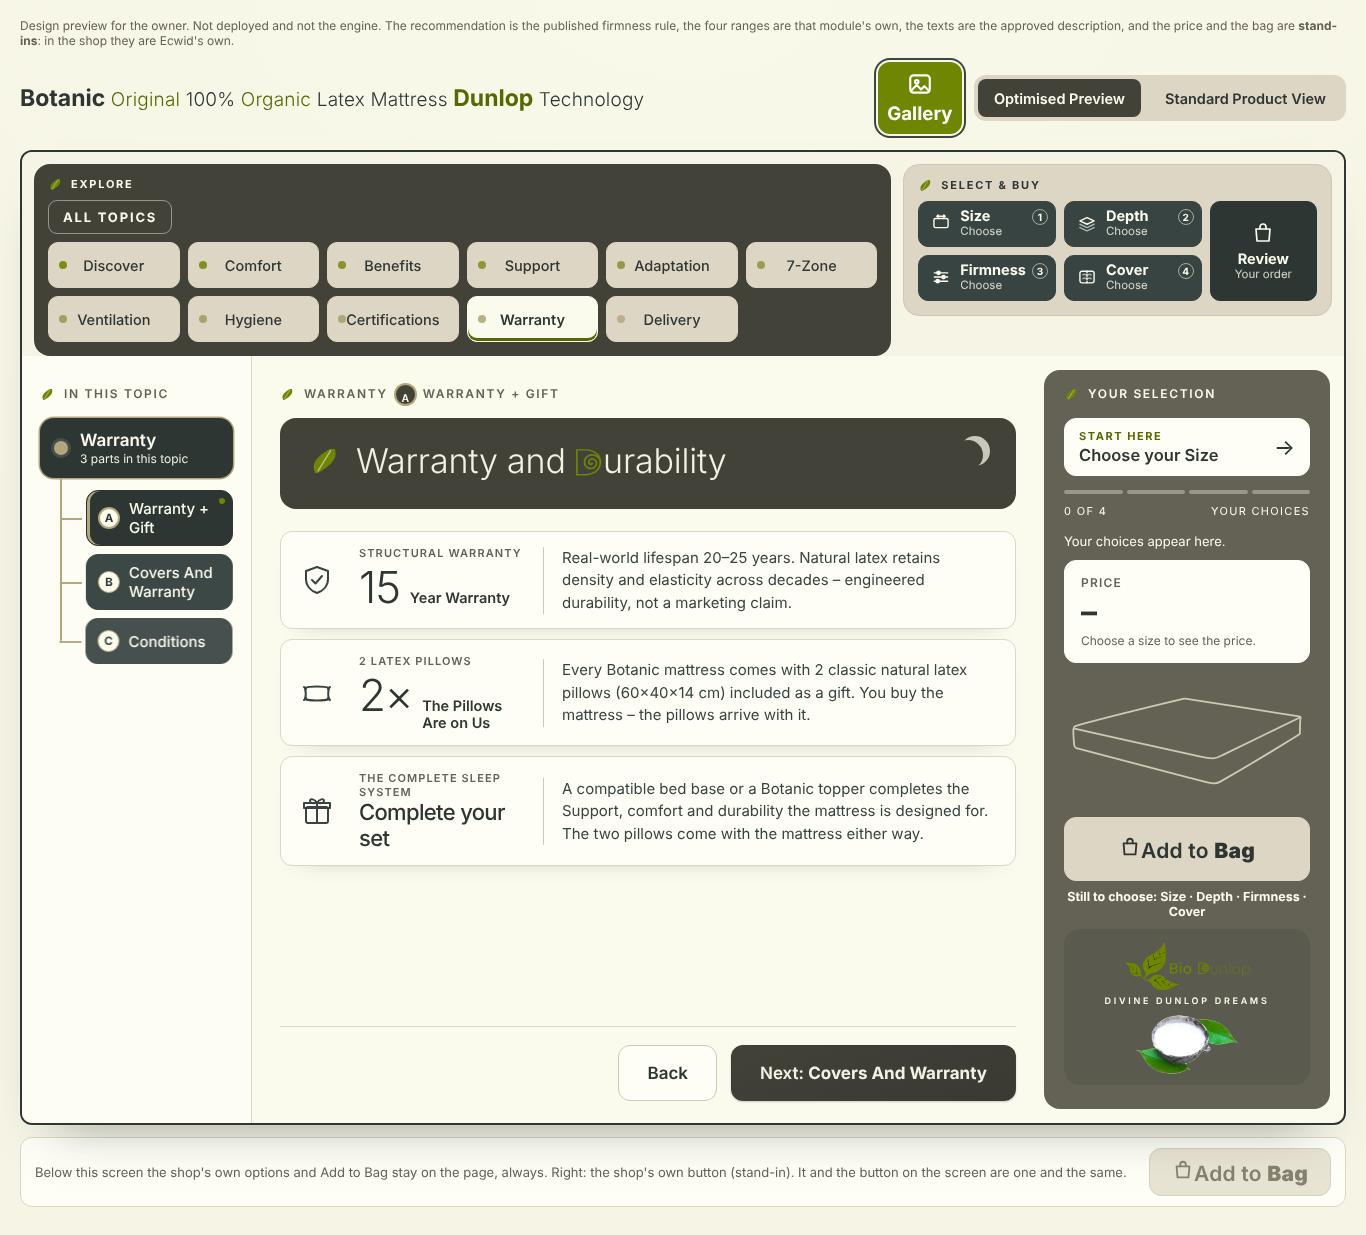 Design preview for the owner. Not deployed and not the engine. The recommendation is the published firmness rule, the four ranges are that module's own, the texts are the approved description, and the price and the bag are stand-
ins: in the shop they are Ecwid's own.
Botanic Original 100% Organic Latex Mattress Dunlop Technology
Gallery
Optimised Preview
Standard Product View
EXPLORE
ALL TOPICS
Discover
Comfort
Benefits
Support
Adaptation
7-Zone
Ventilation
Hygiene
Certifications
Warranty
Delivery
SELECT & BUY
Size
Choose
1
Depth
Choose
2
Firmness
Choose
3
Cover
Choose
4
Review
Your order
IN THIS TOPIC
Warranty
3 parts in this topic
A
Warranty +
Gift
B
Covers And
Warranty
C
Conditions
WARRANTY A WARRANTY + GIFT
Warranty and Durability
STRUCTURAL WARRANTY
15 Year Warranty
Real-world lifespan 20–25 years. Natural latex retains
density and elasticity across decades – engineered
durability, not a marketing claim.
2 LATEX PILLOWS
2× The Pillows
Are on Us
Every Botanic mattress comes with 2 classic natural latex
pillows (60×40×14 cm) included as a gift. You buy the
mattress – the pillows arrive with it.
THE COMPLETE SLEEP
SYSTEM
Complete your
set
A compatible bed base or a Botanic topper completes the
Support, comfort and durability the mattress is designed for.
The two pillows come with the mattress either way.
Back
Next: Covers And Warranty
YOUR SELECTION
START HERE
Choose your Size
0 OF 4
YOUR CHOICES
Your choices appear here.
PRICE
–
Choose a size to see the price.
Add to Bag
Still to choose: Size · Depth · Firmness ·
Cover
Bio Dunlop
DIVINE DUNLOP DREAMS
Below this screen the shop's own options and Add to Bag stay on the page, always. Right: the shop's own button (stand-in). It and the button on the screen are one and the same.
Add to Bag